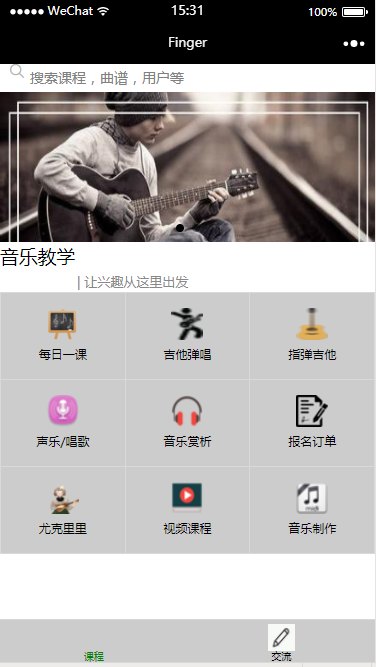 WeChat 15:31 100%
Finger
搜索课程，曲谱，用户等
音乐教学
| 让兴趣从这里出发
每日一课 吉他弹唱 指弹吉他
声乐/唱歌 音乐赏析 报名订单
midi
尤克里里 视频课程 音乐制作
课程 交流